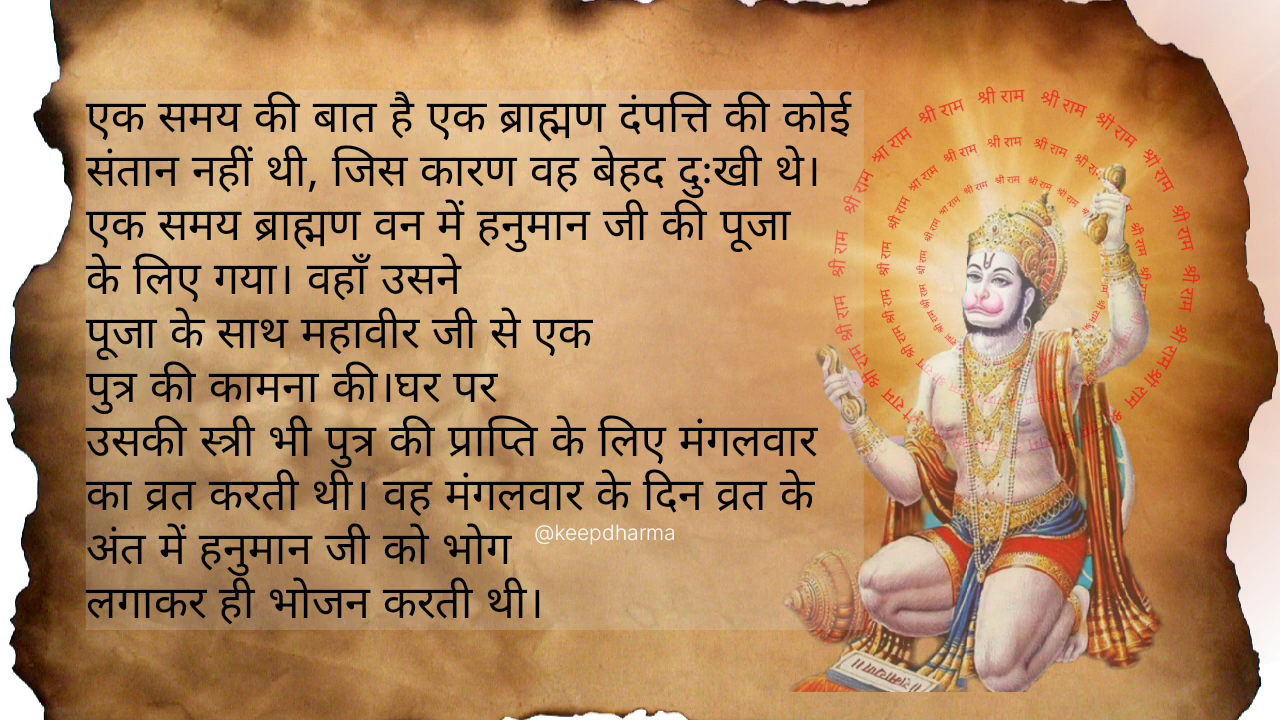 एक समय की बात है एक ब्राह्मण दंपत्ति की कोई
संतान नहीं थी, जिस कारण वह बेहद दुःखी थे।
एक समय ब्राह्मण वन में हनुमान जी की पूजा
के लिए गया। वहाँ उसने
पूजा के साथ महावीर जी से एक
पुत्र की कामना की।घर पर
उसकी स्त्री भी पुत्र की प्राप्ति के लिए मंगलवार
का व्रत करती थी। वह मंगलवार के दिन व्रत के
अंत में हनुमान जी को भोग
लगाकर ही भोजन करती थी।
@keepdharma
श्री राम श्री राम श्री राम श्री राम श्री राम श्री राम श्री राम श्री राम श्री राम श्री राम श्री राम
श्री राम श्री राम श्री राम श्री राम श्री राम श्री राम श्री राम श्री राम
श्री राम श्री राम श्री राम श्री राम श्री राम